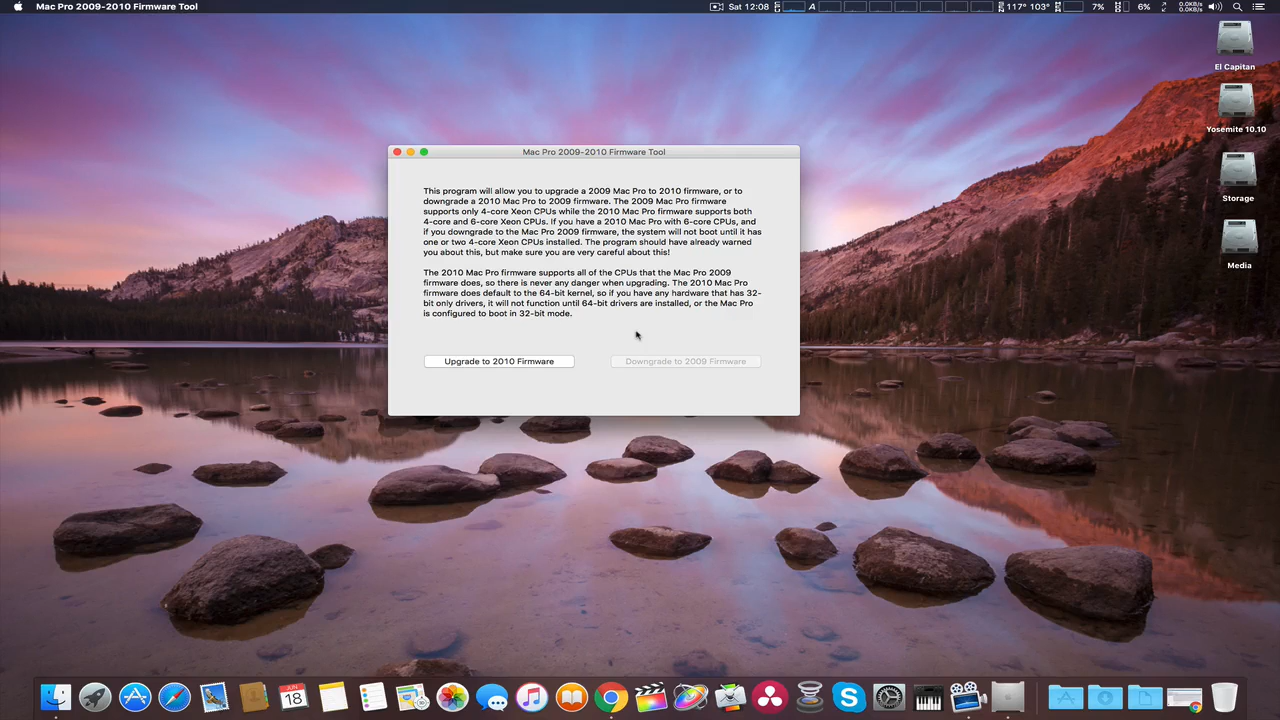 Mac Pro 2009-2010 Firmware Tool
Sat 12:08
117° 103°
7%
6%
0.0KB/s
0.0KB/s
El Capitan
Yosemite 10.10
Storage
Media
Mac Pro 2009-2010 Firmware Tool
This program will allow you to upgrade a 2009 Mac Pro to 2010 firmware, or to
downgrade a 2010 Mac Pro to 2009 firmware. The 2009 Mac Pro firmware
supports only 4-core Xeon CPUs while the 2010 Mac Pro firmware supports both
4-core and 6-core Xeon CPUs. If you have a 2010 Mac Pro with 6-core CPUs, and
if you downgrade to the Mac Pro 2009 firmware, the system will not boot until it has
one or two 4-core Xeon CPUs installed. The program should have already warned
you about this, but make sure you are very careful about this!
The 2010 Mac Pro firmware supports all of the CPUs that the Mac Pro 2009
firmware does, so there is never any danger when upgrading. The 2010 Mac Pro
firmware does default to the 64-bit kernel, so if you have any hardware that has 32-
bit only drivers, it will not function until 64-bit drivers are installed, or the Mac Pro
is configured to boot in 32-bit mode.
Upgrade to 2010 Firmware
Downgrade to 2009 Firmware
JUN
18